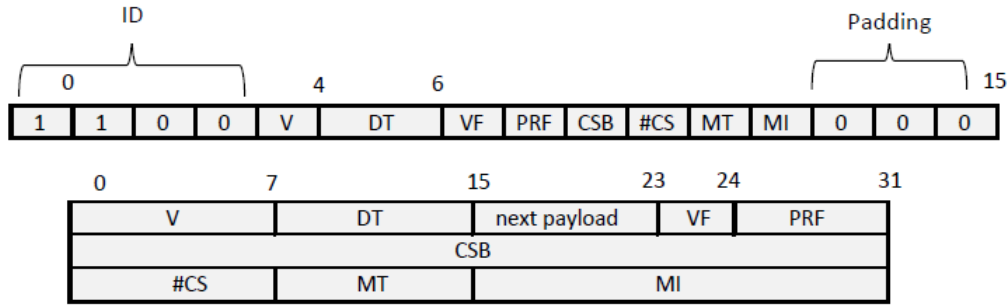 ID
Padding
0 4 6 15
1 1 0 0 V DT VF PRF CSB #CS MT MI 0 0 0
0 7 15 23 24 31
V DT next payload VF PRF
CSB
#CS MT MI